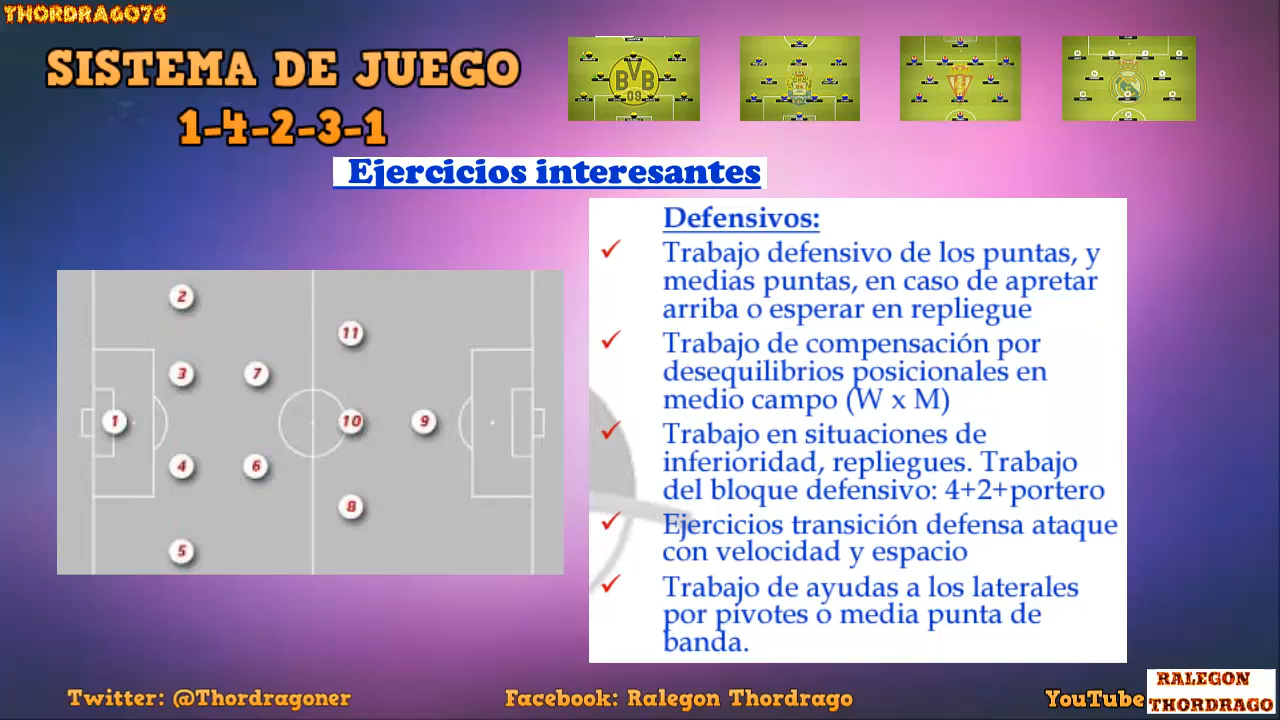 THORDRAGO76
SISTEMA DE JUEGO
1-4-2-3-1
Ejercicios interesantes
BVB
09
Defensivos:
✓ Trabajo defensivo de los puntas, y
medias puntas, en caso de apretar
arriba o esperar en repliegue
✓ Trabajo de compensación por
desequilibrios posicionales en
medio campo (W x M)
✓ Trabajo en situaciones de
inferioridad, repliegues. Trabajo
del bloque defensivo: 4+2+portero
✓ Ejercicios transición defensa ataque
con velocidad y espacio
✓ Trabajo de ayudas a los laterales
por pivotes o media punta de
banda.
2
11
3
7
1
10
9
4
6
8
5
Twitter: @Thordragoner
Facebook: Ralegon Thordrago
YouTube
RALEGON
THORDRAGO